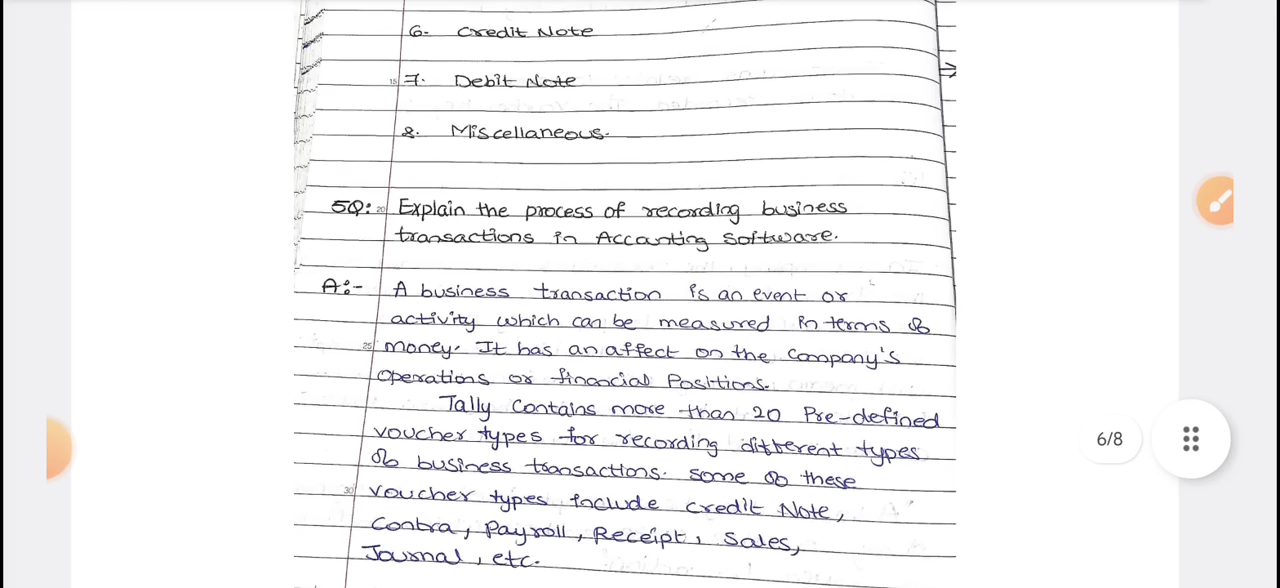 6- Credit Note
15 7. Debit Note
8. Miscellaneous.
5Q: 20 Explain the process of recording business
transactions in Accounting Software.
A:- A business transaction is an event or
activity which can be measured in terms of
25 money. It has an affect on the Company's
Operations or financial Positions.
Tally contains more than 20 Pre-defined
voucher types for recording different types
of business transactions. Some of these
30 voucher types include credit Note,
Contra, Payroll, Receipt, Sales,
Journal, etc.
6/8